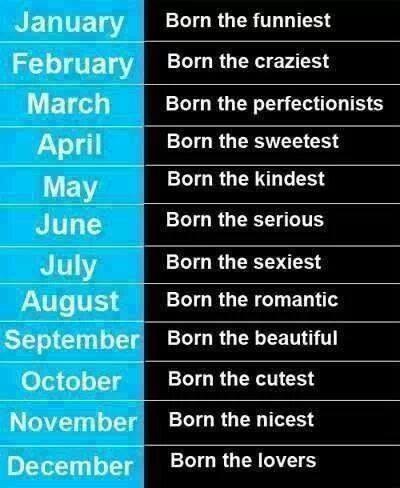 January Born the funniest
February Born the craziest
March Born the perfectionists
April Born the sweetest
May Born the kindest
June Born the serious
July Born the sexiest
August Born the romantic
September Born the beautiful
October Born the cutest
November Born the nicest
December Born the lovers